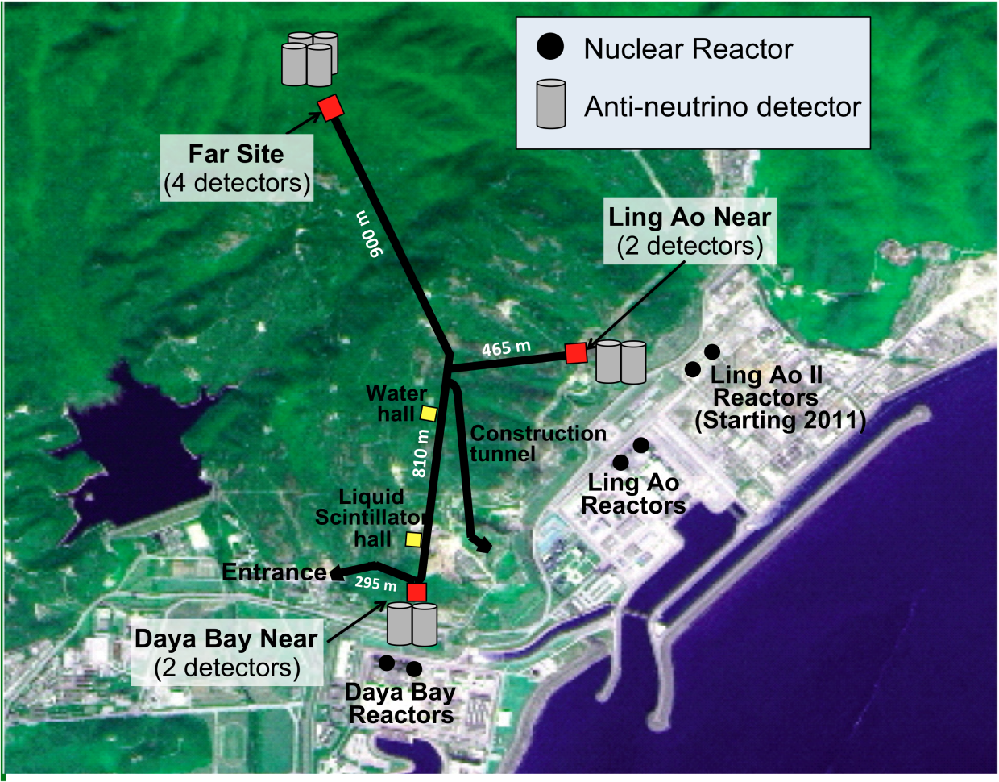 Nuclear Reactor
Anti-neutrino detector
Far Site
(4 detectors)
Ling Ao Near
(2 detectors)
900 m
465 m
Ling Ao II
Reactors
(Starting 2011)
Water
hall
810 m
Construction
tunnel
Ling Ao
Reactors
Liquid
Scintillator
hall
Entrance
295 m
Daya Bay Near
(2 detectors)
Daya Bay
Reactors